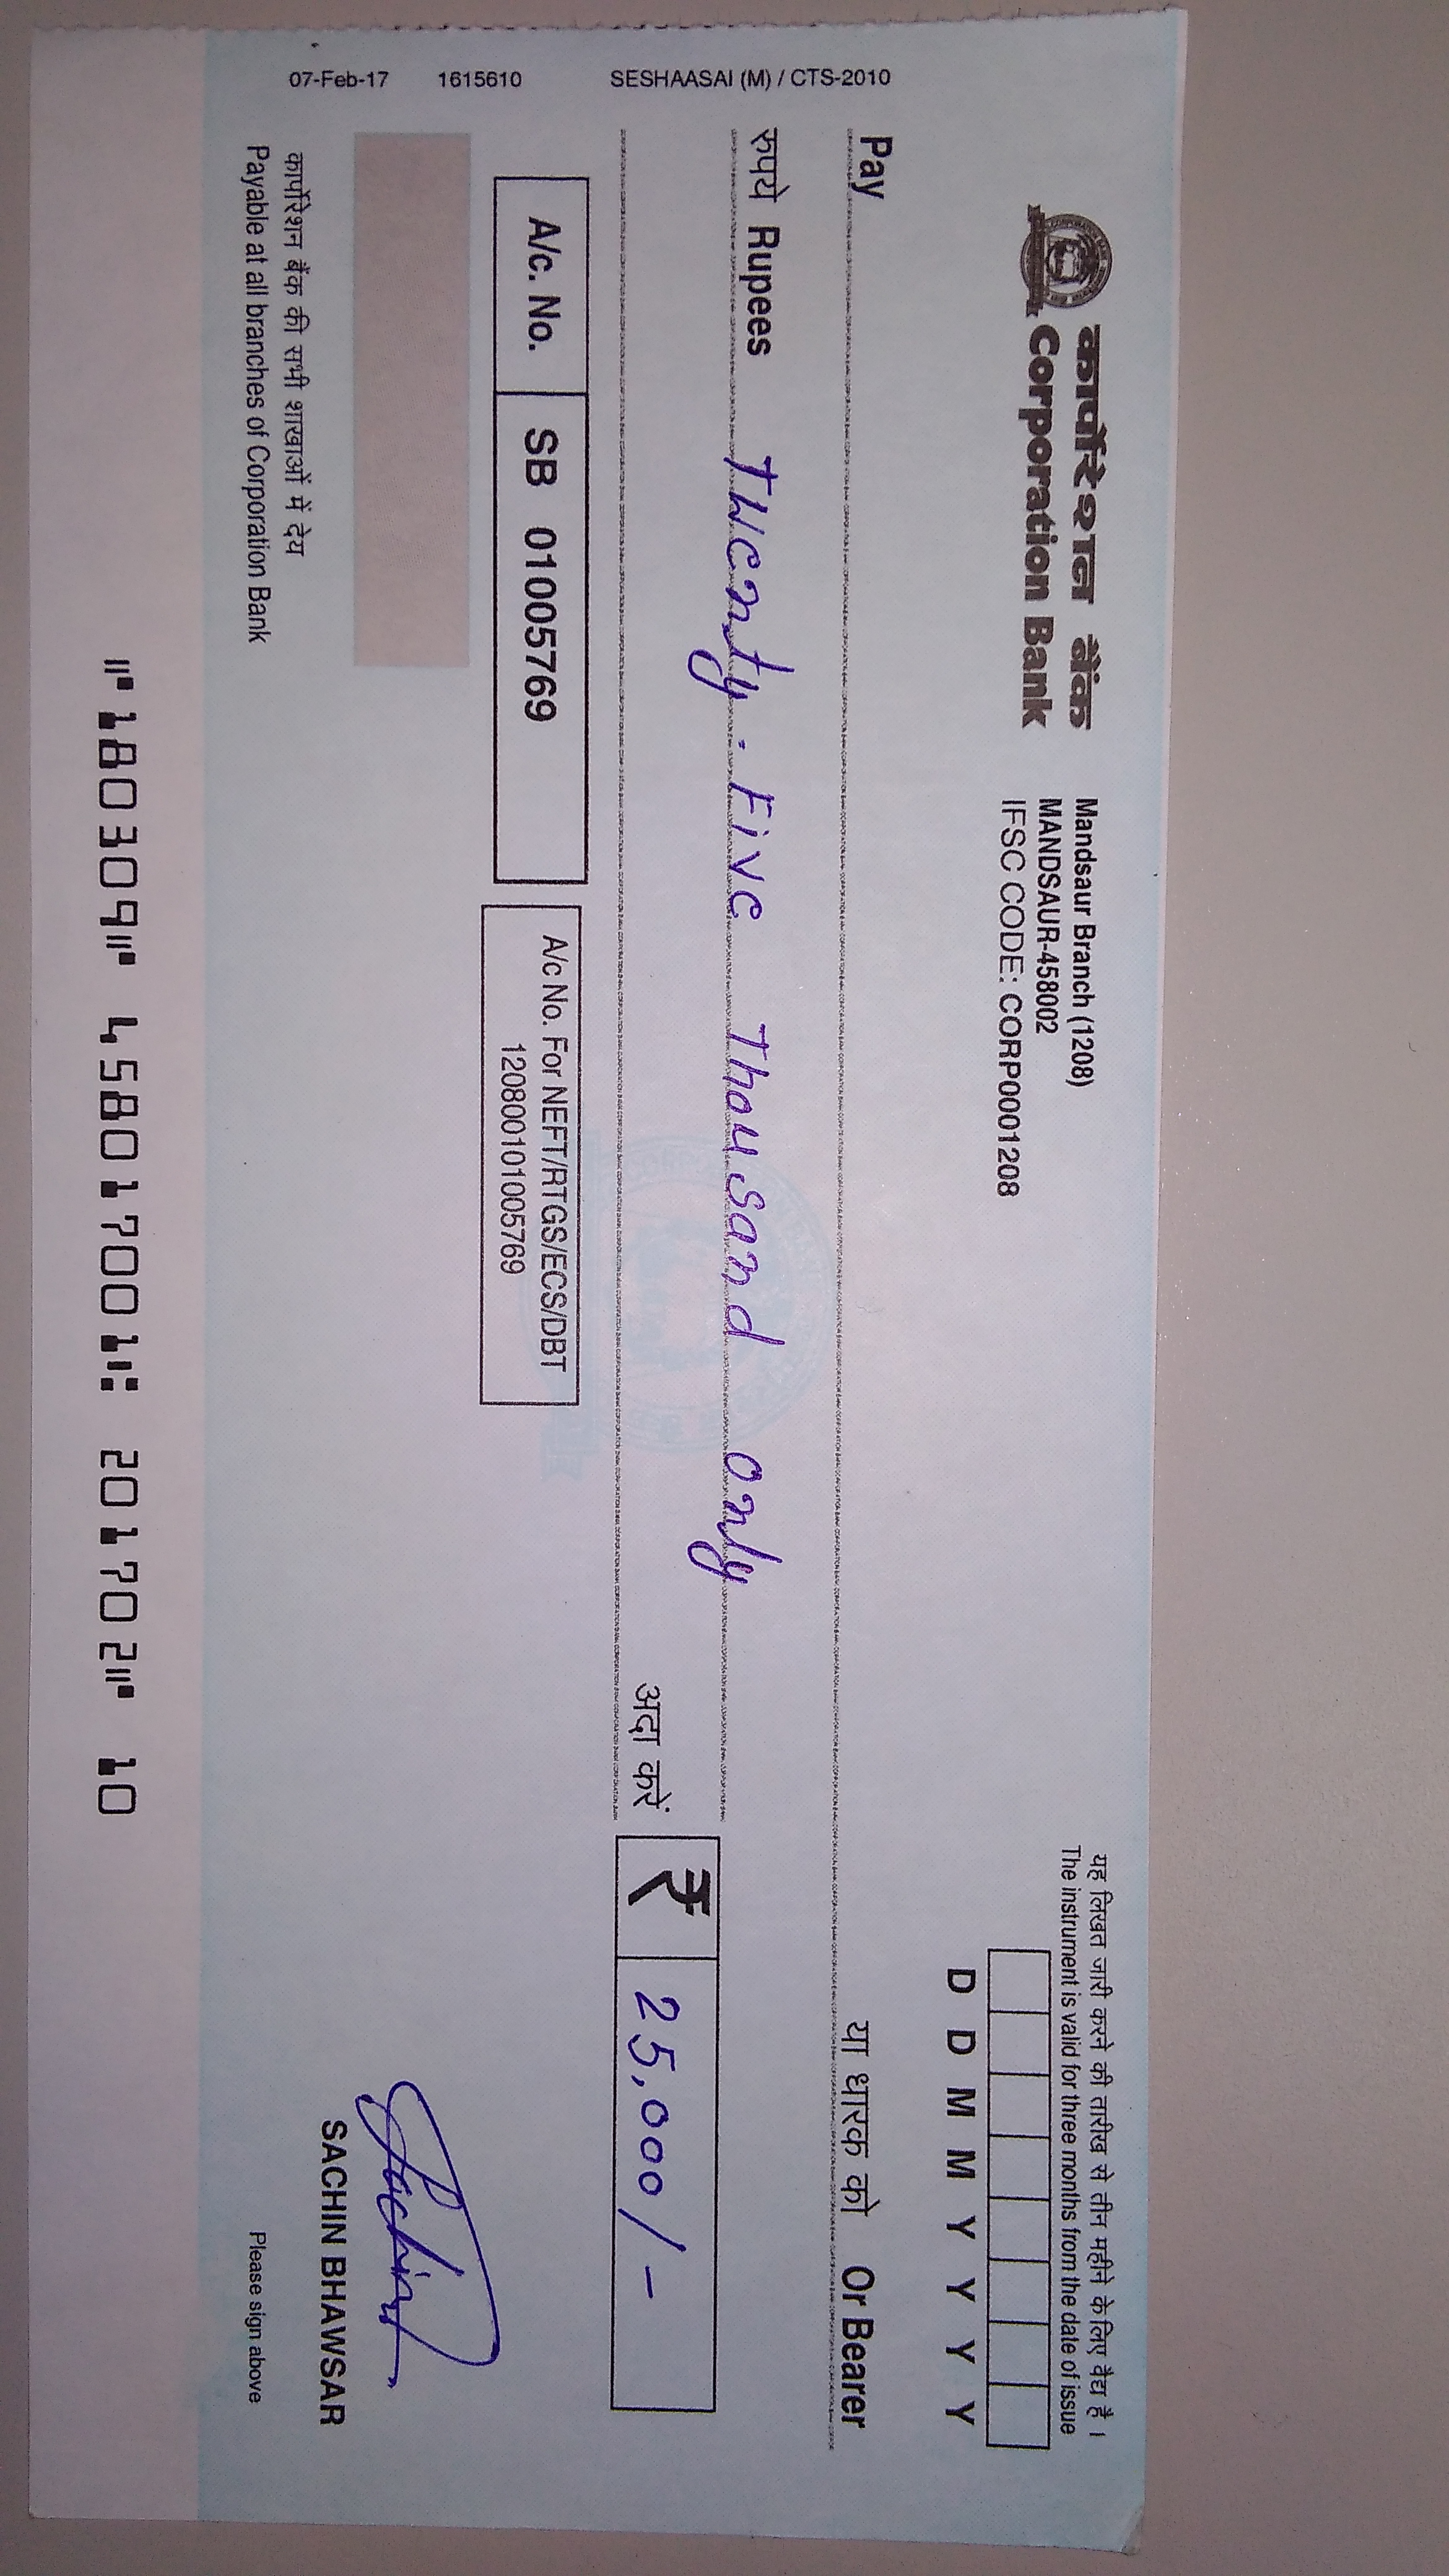 कार्पोरेशन बैंक
Corporation Bank
Mandsaur Branch (1208)
MANDSAUR-458002
IFSC CODE: CORP0001208
यह लिखत जारी करने की तारीख से तीन महीने के लिए वैद्य है ।
The instrument is valid for three months from the date of issue
D D M M Y Y Y Y
Pay
या धारक को Or Bearer
रुपये Rupees Twenty. Five Thousand only
अदा करें ₹ 25,000/-
A/c. No. SB 01005769
A/c No. For NEFT/RTGS/ECS/DBT
120800101005769
Sachin
SACHIN BHAWSAR
Please sign above
कार्पोरेशन बैंक की सभी शाखाओं में देय
Payable at all branches of Corporation Bank
07-Feb-17 1615610 SESHAASAI (M) / CTS-2010
⑈180309⑈ 458017001⑆ 201702⑈ 10